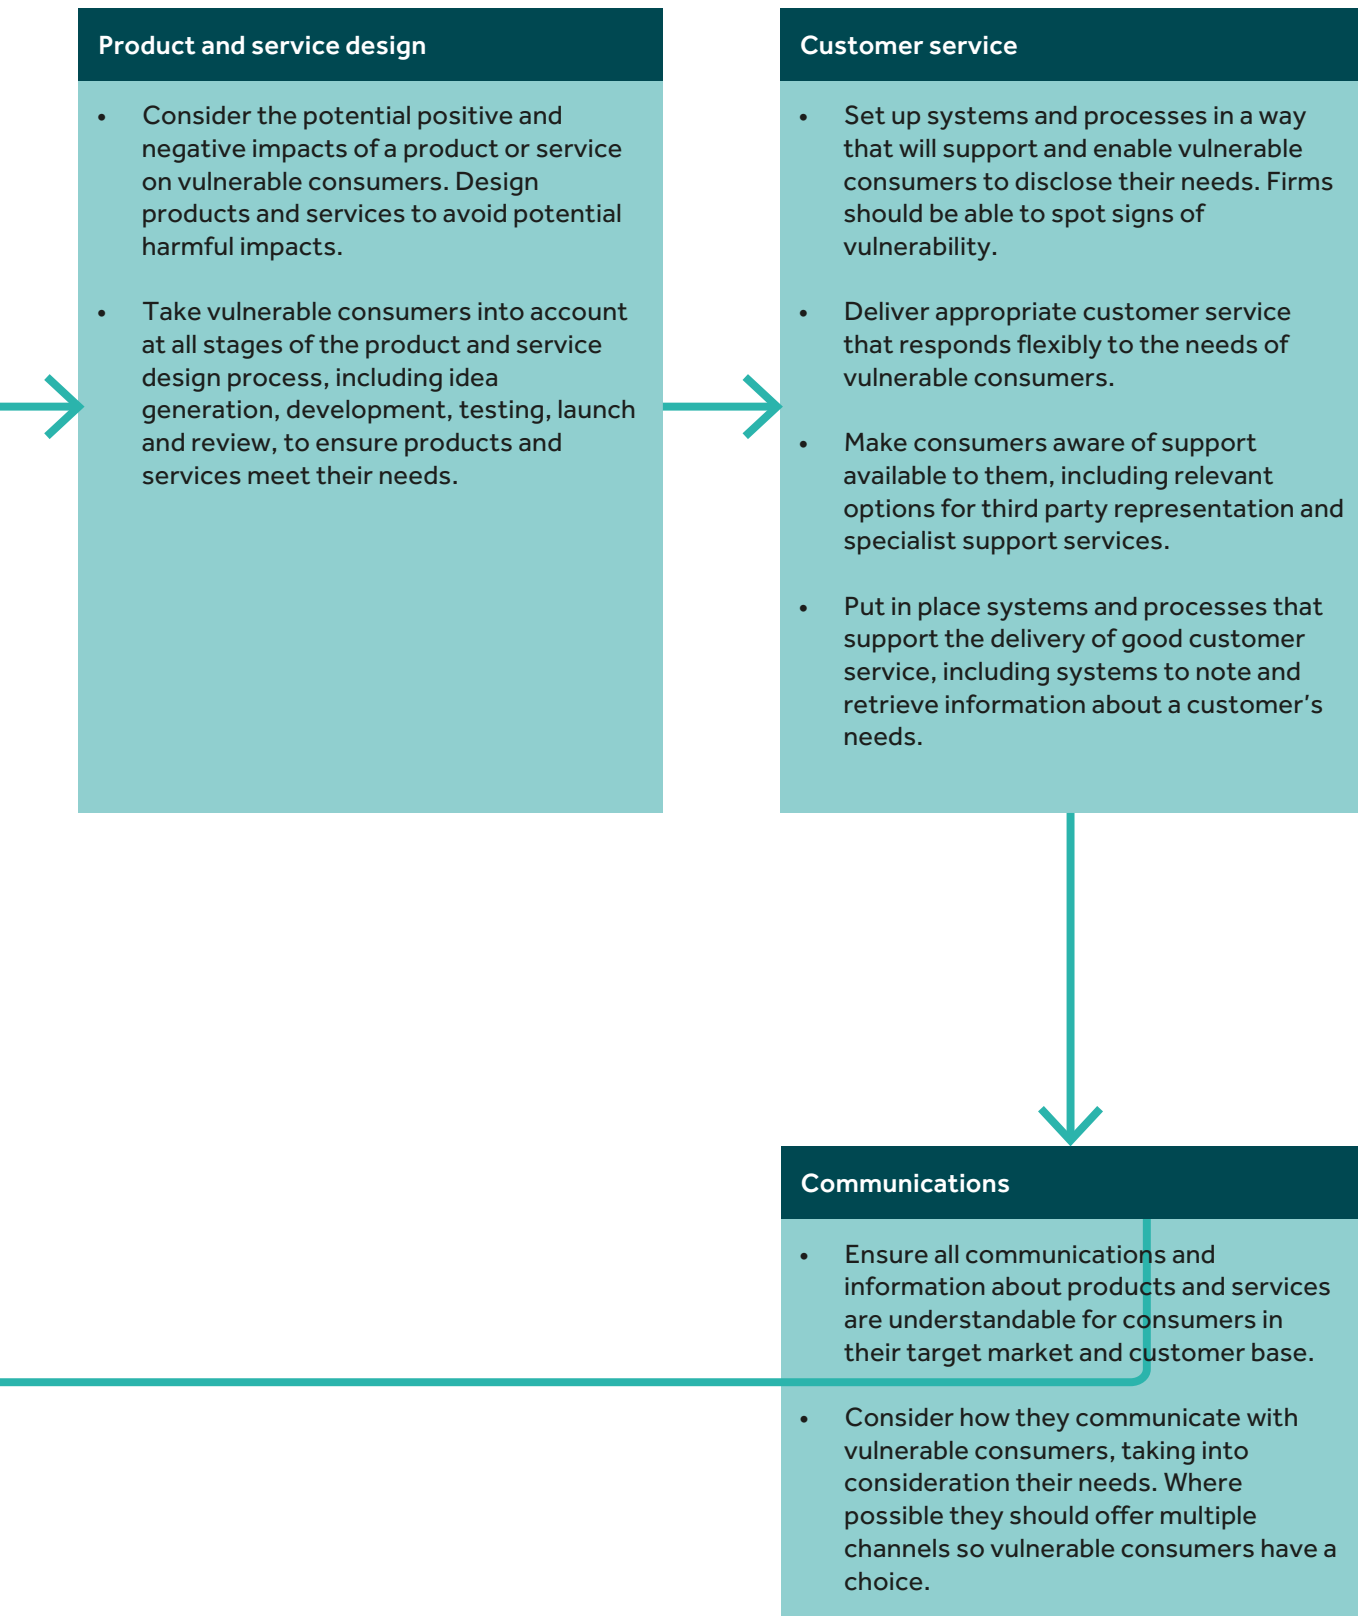 Product and service design
• Consider the potential positive and
negative impacts of a product or service
on vulnerable consumers. Design
products and services to avoid potential
harmful impacts.
• Take vulnerable consumers into account
at all stages of the product and service
design process, including idea
generation, development, testing, launch
and review, to ensure products and
services meet their needs.
Customer service
• Set up systems and processes in a way
that will support and enable vulnerable
consumers to disclose their needs. Firms
should be able to spot signs of
vulnerability.
• Deliver appropriate customer service
that responds flexibly to the needs of
vulnerable consumers.
• Make consumers aware of support
available to them, including relevant
options for third party representation and
specialist support services.
• Put in place systems and processes that
support the delivery of good customer
service, including systems to note and
retrieve information about a customer’s
needs.
Communications
• Ensure all communications and
information about products and services
are understandable for consumers in
their target market and customer base.
• Consider how they communicate with
vulnerable consumers, taking into
consideration their needs. Where
possible they should offer multiple
channels so vulnerable consumers have a
choice.